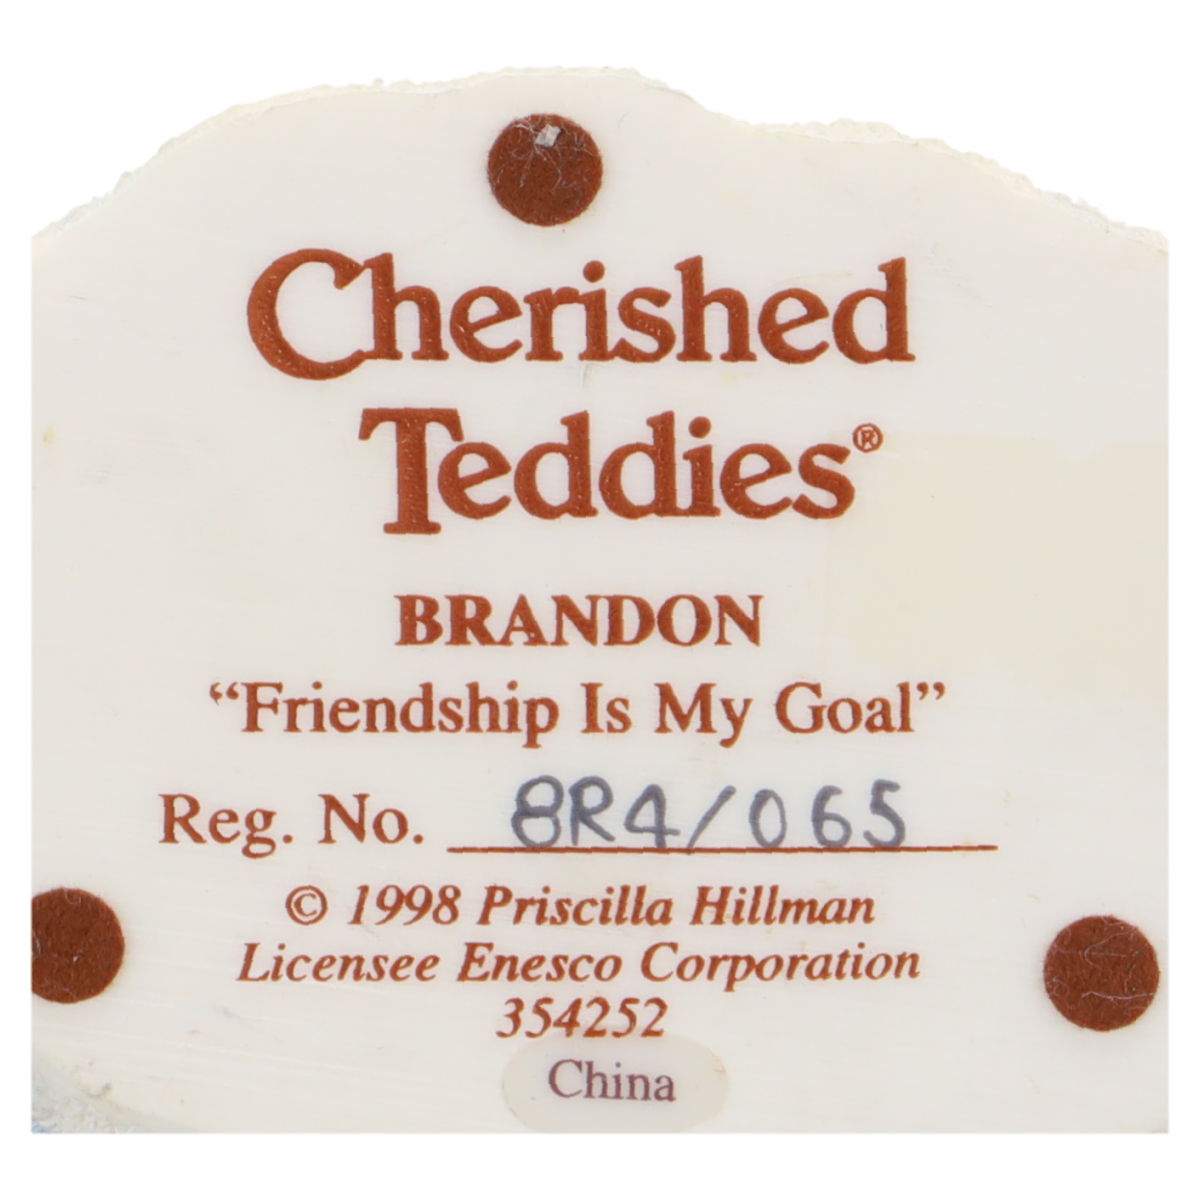 Cherished
Teddies®
BRANDON
“Friendship Is My Goal”
Reg. No. 8R4/065
© 1998 Priscilla Hillman
Licensee Enesco Corporation
354252
China